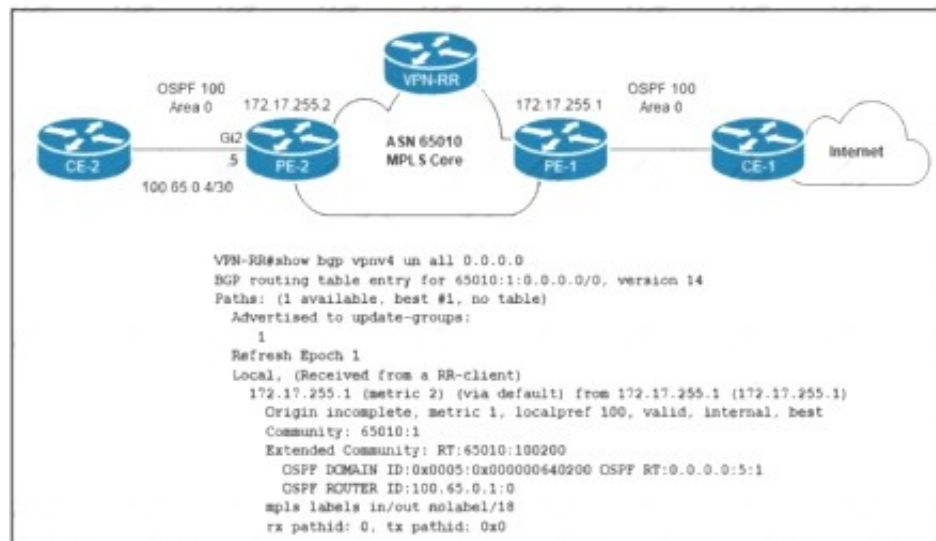 VPN-RR
OSPF 100
Area 0
172.17.255.2
172.17.255.1
OSPF 100
Area 0
Gi2
.5
ASN 65010
MPLS Core
Internet
CE-2
PE-2
PE-1
CE-1
100.65.0.4/30
VPN-RR#show bgp vpnv4 un all 0.0.0.0
BGP routing table entry for 65010:1:0.0.0.0/0, version 14
Paths: (1 available, best #1, no table)
Advertised to update-groups:
1
Refresh Epoch 1
Local, (Received from a RR-client)
172.17.255.1 (metric 2) (via default) from 172.17.255.1 (172.17.255.1)
Origin incomplete, metric 1, localpref 100, valid, internal, best
Community: 65010:1
Extended Community: RT:65010:100200
OSPF DOMAIN ID:0x0005:0x000000640200 OSPF RT:0.0.0.0:5:1
OSPF ROUTER ID:100.65.0.1:0
mpls labels in/out nolabel/18
rx pathid: 0, tx pathid: 0x0